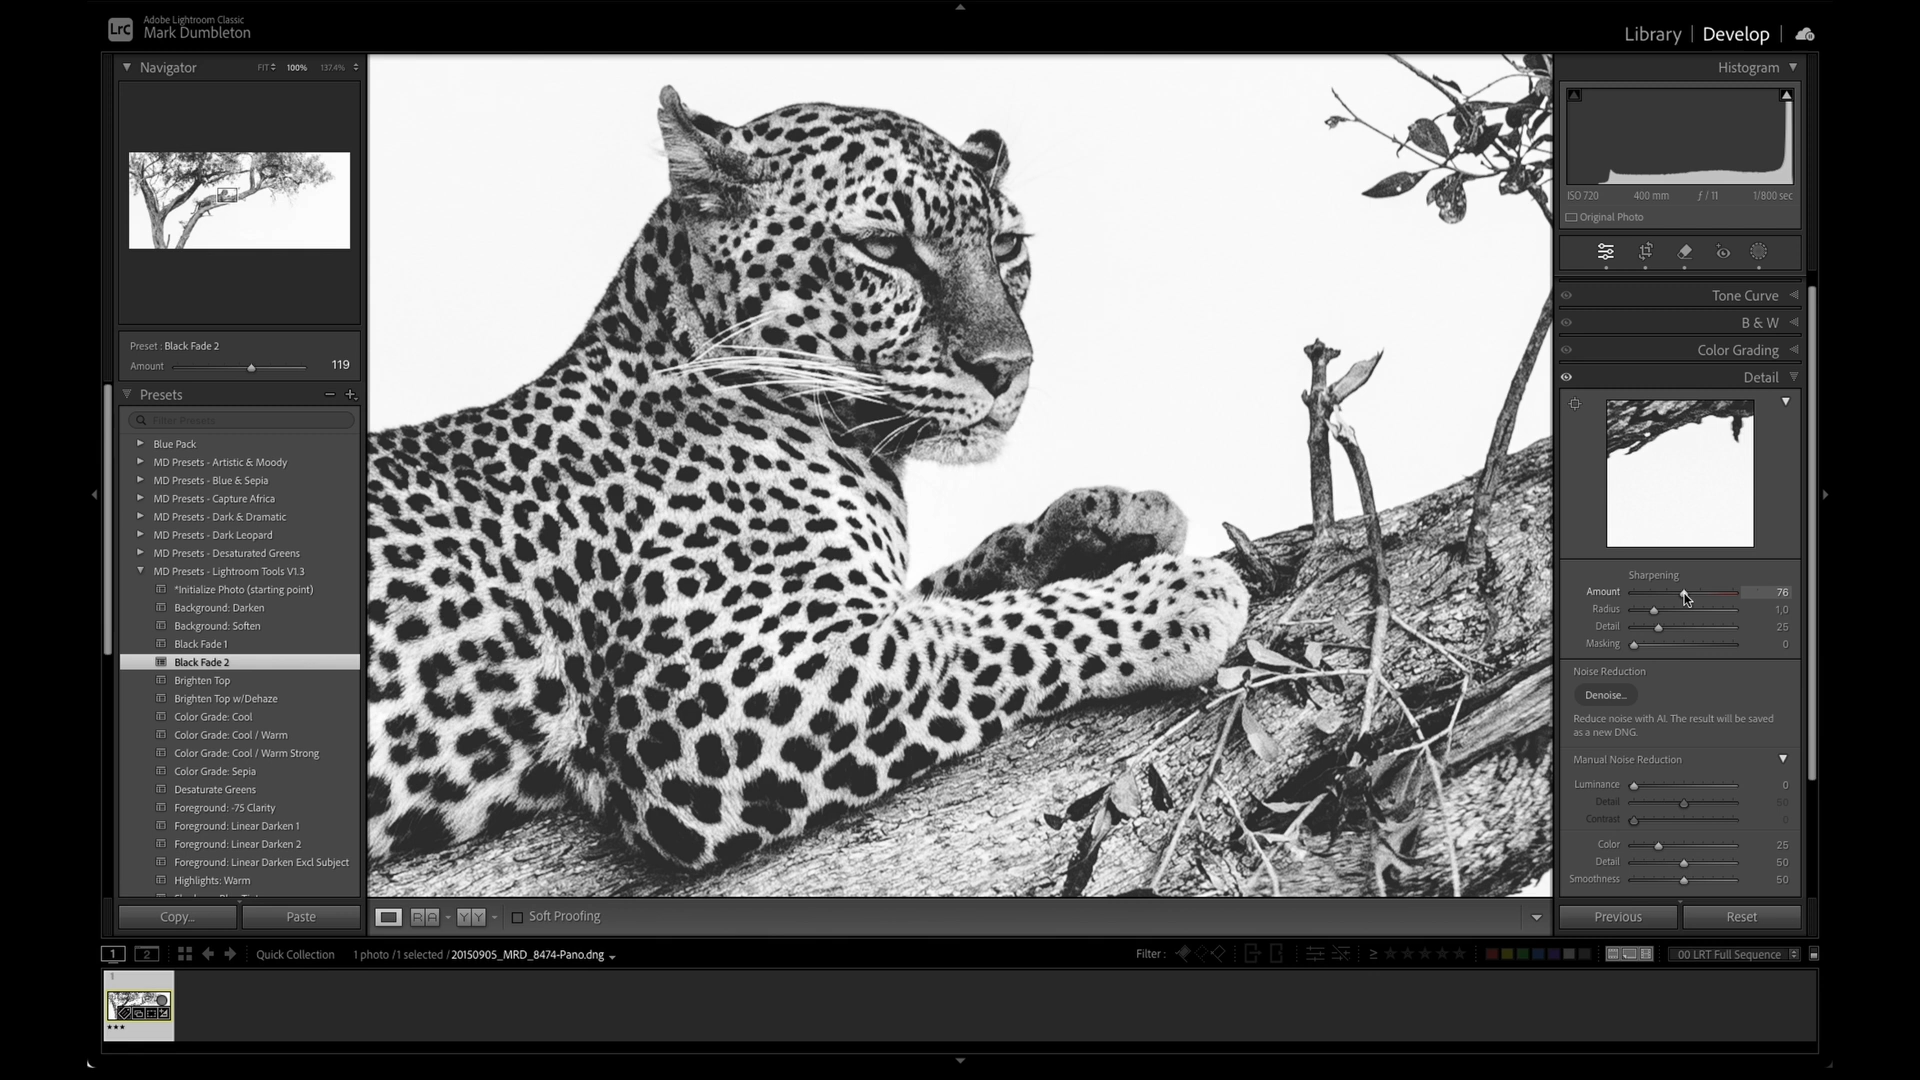 Lrc
Adobe Lightroom Classic
Mark Dumbleton
Library | Develop
Navigator
FIT
100%
137.4%
Preset : Black Fade 2
Amount
119
Presets
Filter Presets
Blue Pack
MD Presets - Artistic & Moody
MD Presets - Blue & Sepia
MD Presets - Capture Africa
MD Presets - Dark & Dramatic
MD Presets - Dark Leopard
MD Presets - Desaturated Greens
MD Presets - Lightroom Tools V1.3
*Initialize Photo (starting point)
Background: Darken
Background: Soften
Black Fade 1
Black Fade 2
Brighten Top
Brighten Top w/Dehaze
Color Grade: Cool
Color Grade: Cool / Warm
Color Grade: Cool / Warm Strong
Color Grade: Sepia
Desaturate Greens
Foreground: -75 Clarity
Foreground: Linear Darken 1
Foreground: Linear Darken 2
Foreground: Linear Darken Excl Subject
Highlights: Warm
Copy...
Paste
Soft Proofing
Histogram
ISO 720
400 mm
ƒ / 11
1/800 sec
Original Photo
Tone Curve
B & W
Color Grading
Detail
Sharpening
Amount 76
Radius 1,0
Detail 25
Masking 0
Noise Reduction
Denoise...
Reduce noise with AI. The result will be saved
as a new DNG.
Manual Noise Reduction
Luminance 0
Detail 50
Contrast 0
Color 25
Detail 50
Smoothness 50
Previous
Reset
1
2
Quick Collection
1 photo / 1 selected / 20150905_MRD_8474-Pano.dng
Filter :
≥
00 LRT Full Sequence
1